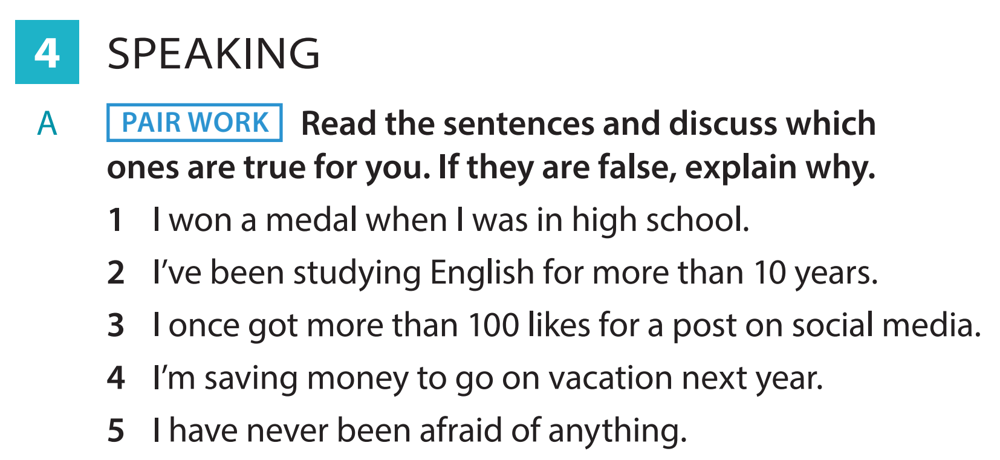 4 SPEAKING
A PAIR WORK Read the sentences and discuss which
ones are true for you. If they are false, explain why.
1 I won a medal when I was in high school.
2 I’ve been studying English for more than 10 years.
3 I once got more than 100 likes for a post on social media.
4 I’m saving money to go on vacation next year.
5 I have never been afraid of anything.